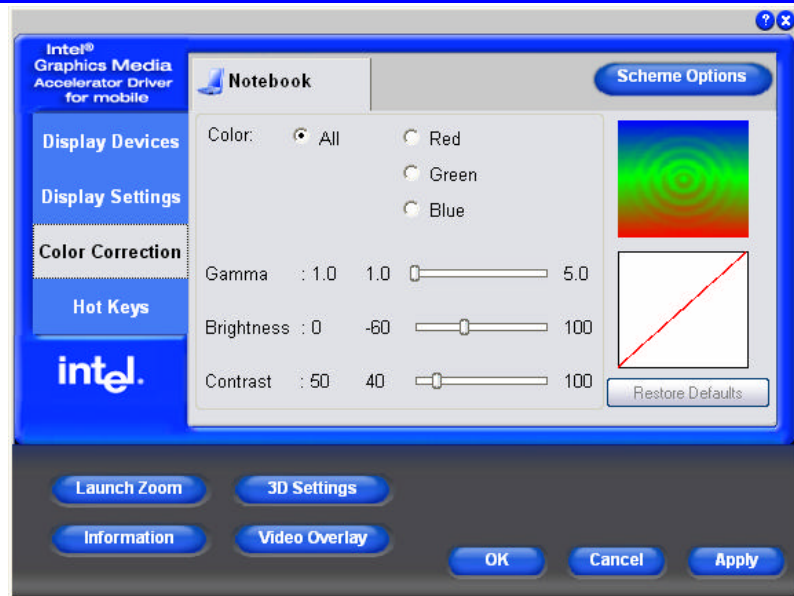 Intel®
Graphics Media
Accelerator Driver
for mobile
Notebook
Scheme Options
Display Devices
Display Settings
Color Correction
Hot Keys
intel.
Color: All Red
Green
Blue
Gamma : 1.0 1.0 5.0
Brightness : 0 -60 100
Contrast : 50 40 100
Restore Defaults
Launch Zoom
3D Settings
Information
Video Overlay
OK
Cancel
Apply